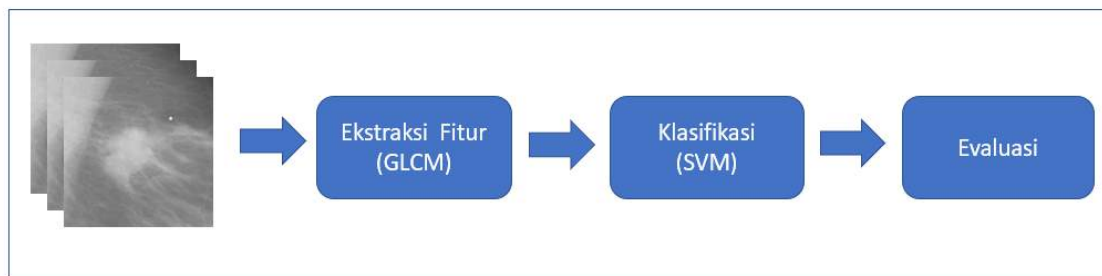 Ekstraksi Fitur
(GLCM)
Klasifikasi
(SVM)
Evaluasi